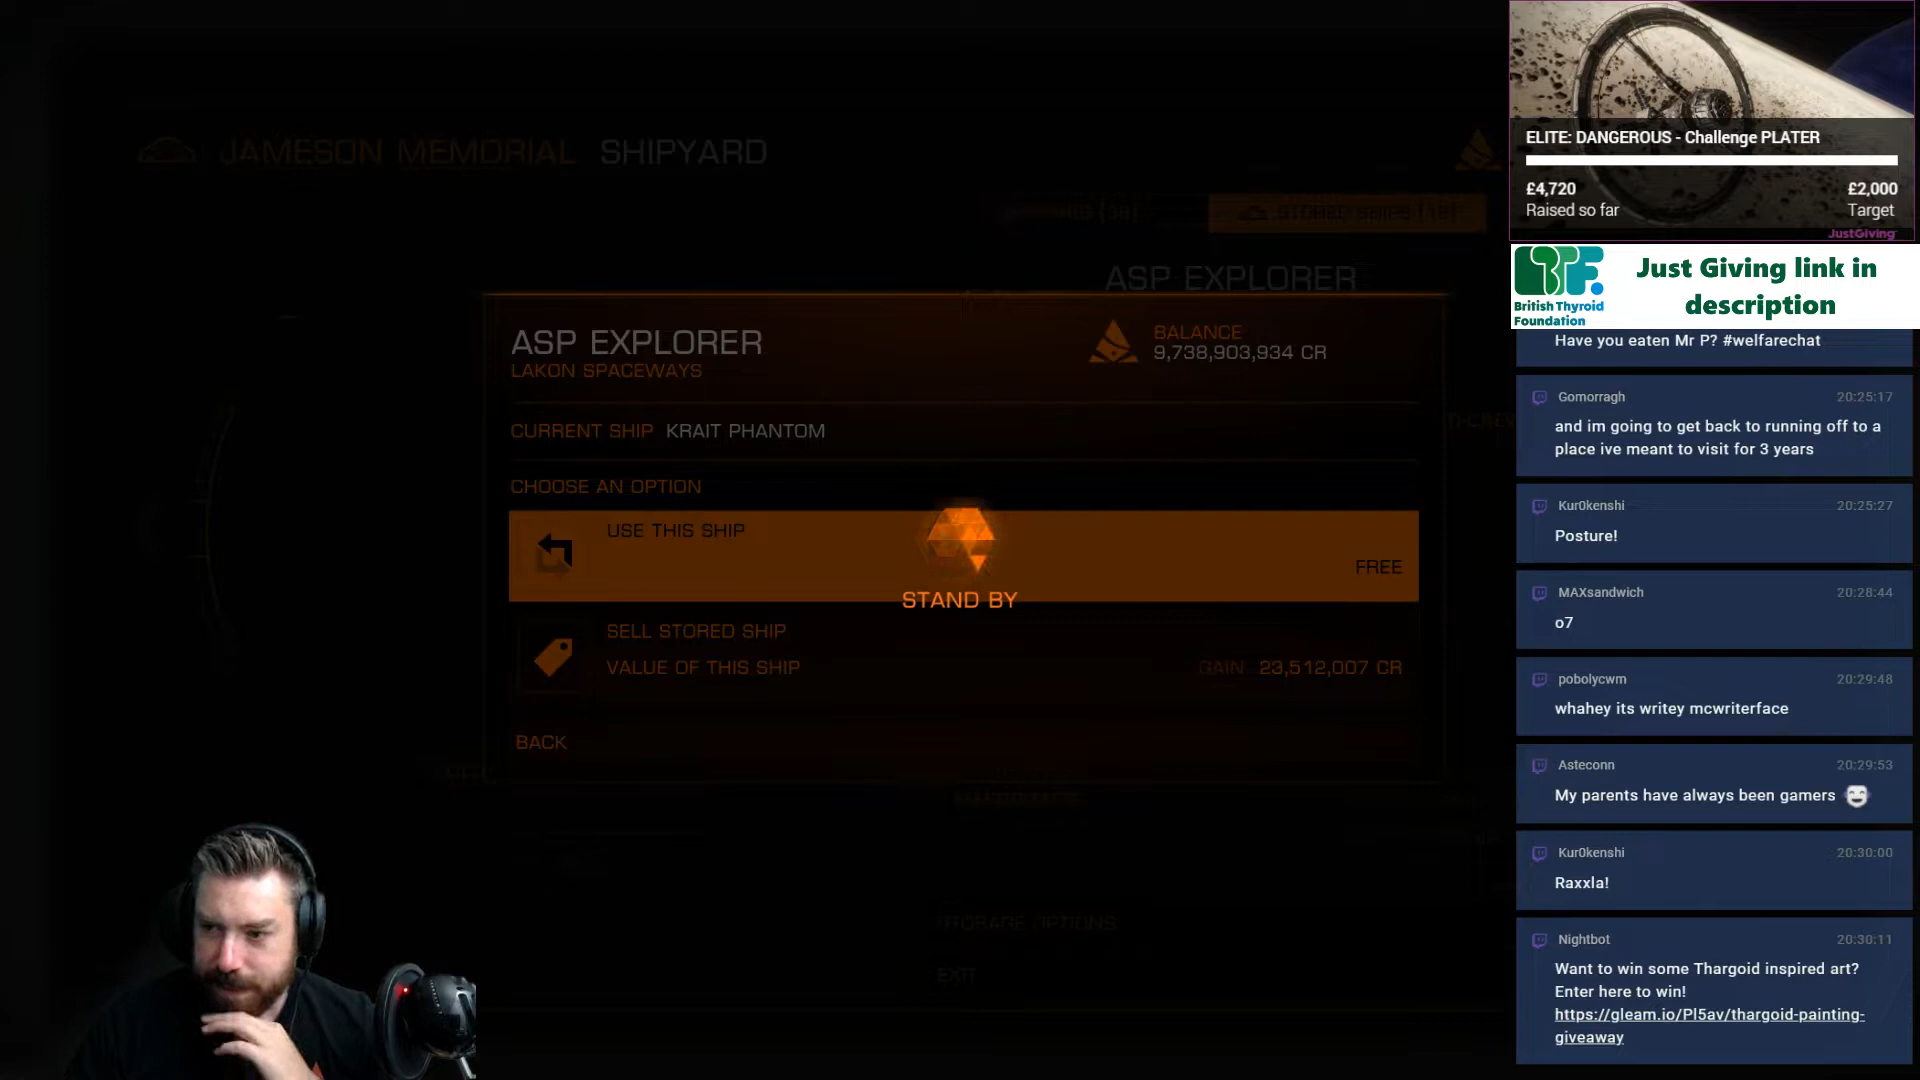 JAMESON MEMORIAL SHIPYARD
STORED SHIPS
ASP EXPLORER
ASP EXPLORER
LAKON SPACEWAYS
BALANCE
9,738,903,934 CR
CURRENT SHIP KRAIT PHANTOM
CHOOSE AN OPTION
USE THIS SHIP
FREE
STAND BY
SELL STORED SHIP
VALUE OF THIS SHIP GAIN 23,512,007 CR
BACK
STORAGE OPTIONS
EXIT
ELITE: DANGEROUS - Challenge PLATER
£4,720 £2,000
Raised so far Target
JustGiving
British Thyroid
Foundation
Just Giving link in
description
Have you eaten Mr P? #welfarechat
Gomorragh 20:25:17
and im going to get back to running off to a
place ive meant to visit for 3 years
Kur0kenshi 20:25:27
Posture!
MAXsandwich 20:28:44
o7
pobolycwm 20:29:48
whahey its writey mcwriterface
Asteconn 20:29:53
My parents have always been gamers
Kur0kenshi 20:30:00
Raxxla!
Nightbot 20:30:11
Want to win some Thargoid inspired art?
Enter here to win!
https://gleam.io/Pl5av/thargoid-painting-
giveaway